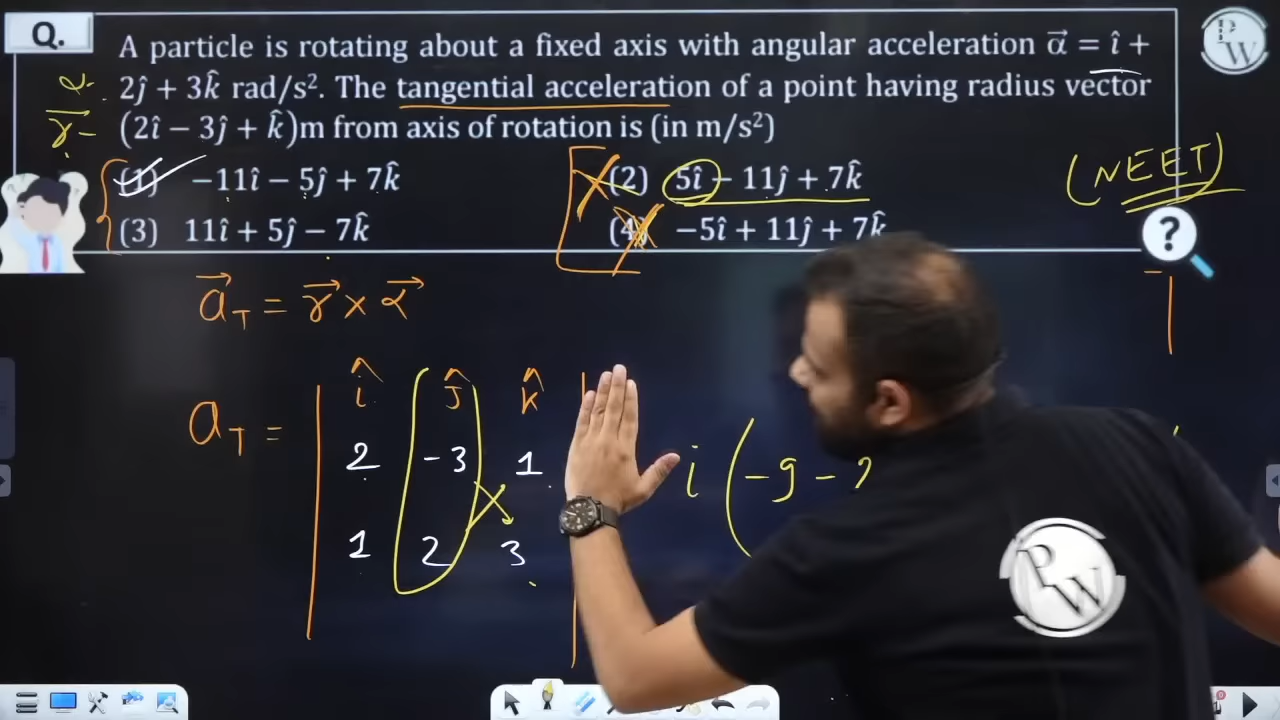 Q.
A particle is rotating about a fixed axis with angular acceleration α⃗ = î +
2ĵ + 3k̂ rad/s². The tangential acceleration of a point having radius vector
(2î − 3ĵ + k̂)m from axis of rotation is (in m/s²)
(1) −11î − 5ĵ + 7k̂
(2) 5î − 11ĵ + 7k̂
(3) 11î + 5ĵ − 7k̂
(4) −5î + 11ĵ + 7k̂
(NEET)
?
PW
a⃗T = r⃗ × α⃗
î ĵ k̂
aT =
2 -3 1
i (-9 -
1 2 3
PW